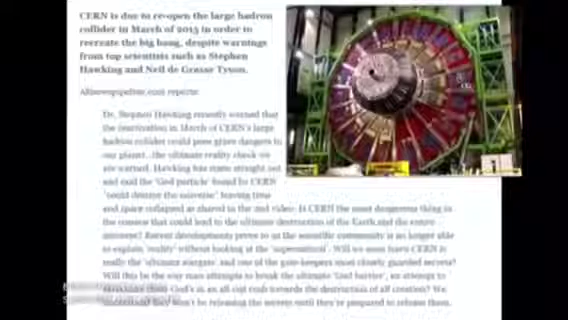 CERN is due to re-open the large hadron
collider in March of 2015 in order to
recreate the big bang, despite warnings
from top scientists such as Stephen
Hawking and Neil de Grasse Tyson.
Allnewspipeline.com reports:
Dr. Stephen Hawking recently warned that
the reactivation in March of CERN's large
hadron collider could pose grave dangers to
our planet...the ultimate reality check we
are warned. Hawking has come straight out
and said the 'God particle' found by CERN
'could destroy the universe' leaving time
and space collapsed as shared in the 2nd video. Is CERN the most dangerous thing in
the cosmos that could lead to the ultimate destruction of the Earth and the entire
universe? Recent developments prove to us the scientific community is no longer able
to explain 'reality' without looking at the 'supernatural'. Will we soon learn CERN is
really the 'ultimate stargate' and one of the gate-keepers most closely guarded secrets?
Will this be the way man attempts to break the ultimate 'God barrier', an attempt to
God's in an all out rush towards the destruction of all creation? We
understand they won't be releasing the secrets until they're prepared to release them.